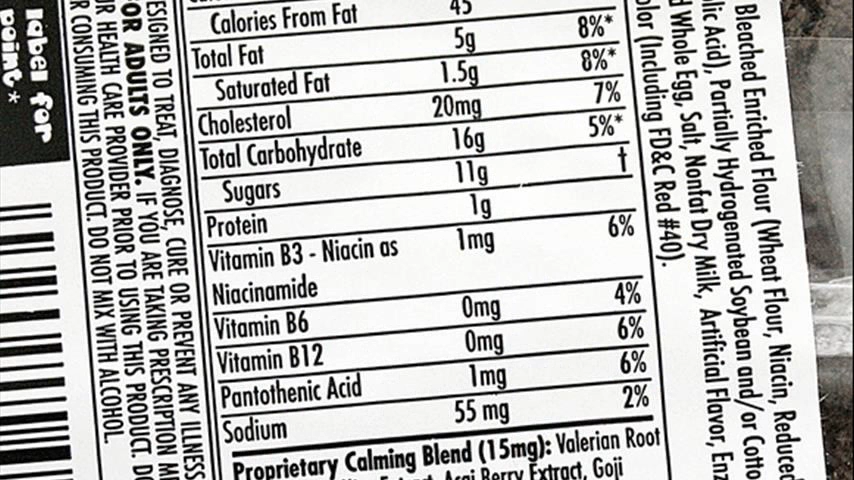 Calories From Fat 45
Total Fat 5g 8%*
Saturated Fat 1.5g 8%*
Cholesterol 20mg 7%
Total Carbohydrate 16g 5%*
Sugars 11g †
Protein 1g
Vitamin B3 - Niacin as 1mg 6%
Niacinamide
Vitamin B6 0mg 4%
Vitamin B12 0mg 6%
Pantothenic Acid 1mg 6%
Sodium 55 mg 2%
Proprietary Calming Blend (15mg): Valerian Root
Extract, Acai Berry Extract, Goji
label for
point*
ESIGNED TO TREAT, DIAGNOSE, CURE OR PREVENT ANY ILLNESS
OR ADULTS ONLY. IF YOU ARE TAKING PRESCRIPTION ME
R HEALTH CARE PROVIDER PRIOR TO USING THIS PRODUCT. DO
R CONSUMING THIS PRODUCT. DO NOT MIX WITH ALCOHOL.
Bleached Enriched Flour (Wheat Flour, Niacin, Reduced
lic Acid), Partially Hydrogenated Soybean and/or Cotto
d Whole Egg, Salt, Nonfat Dry Milk, Artificial Flavor, Enz
olor (Including FD&C Red #40).